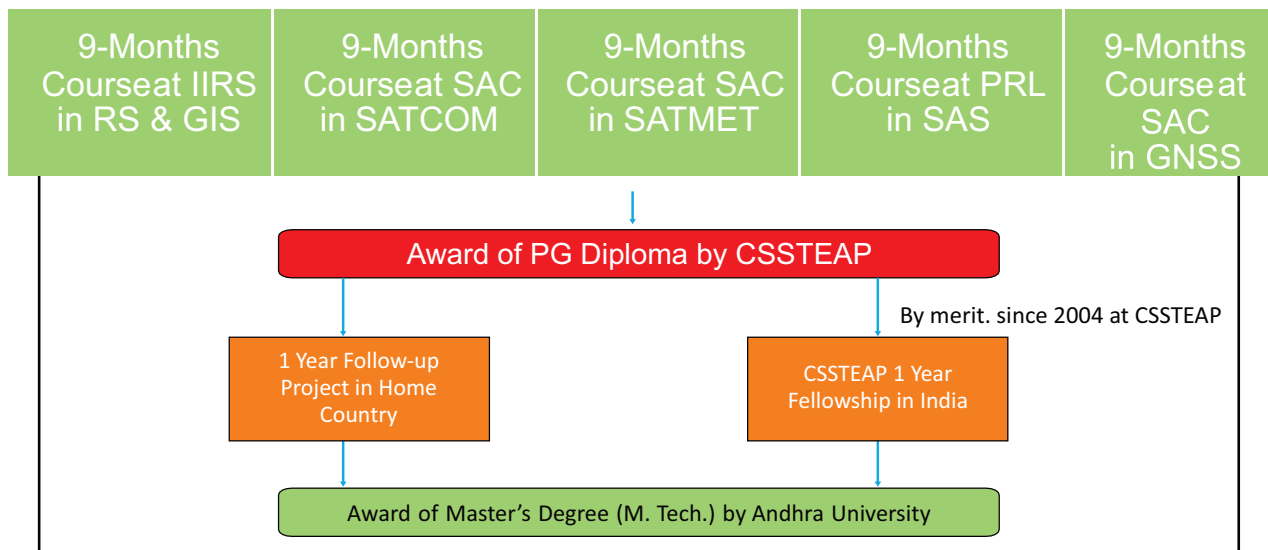 9-Months
Courseat IIRS
in RS & GIS
9-Months
Courseat SAC
in SATCOM
9-Months
Courseat SAC
in SATMET
9-Months
Courseat PRL
in SAS
9-Months
Courseat
SAC
in GNSS
Award of PG Diploma by CSSTEAP
By merit. since 2004 at CSSTEAP
1 Year Follow-up
Project in Home
Country
CSSTEAP 1 Year
Fellowship in India
Award of Master’s Degree (M. Tech.) by Andhra University